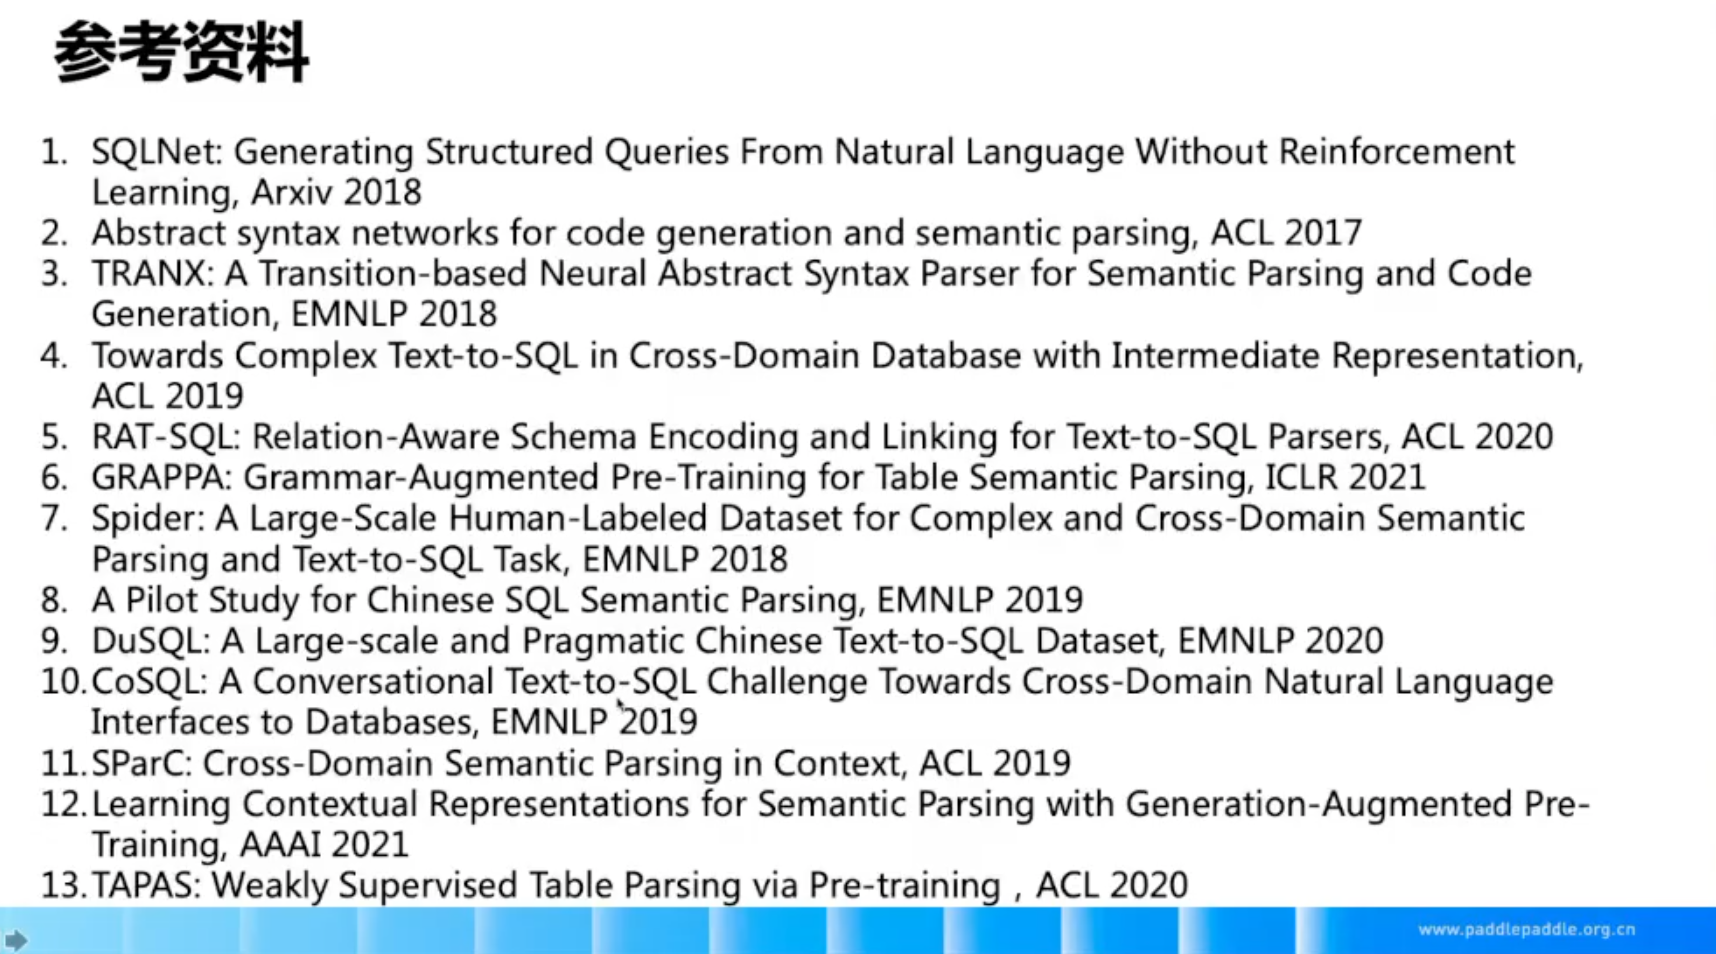 参考资料
1. SQLNet: Generating Structured Queries From Natural Language Without Reinforcement
Learning, Arxiv 2018
2. Abstract syntax networks for code generation and semantic parsing, ACL 2017
3. TRANX: A Transition-based Neural Abstract Syntax Parser for Semantic Parsing and Code
Generation, EMNLP 2018
4. Towards Complex Text-to-SQL in Cross-Domain Database with Intermediate Representation,
ACL 2019
5. RAT-SQL: Relation-Aware Schema Encoding and Linking for Text-to-SQL Parsers, ACL 2020
6. GRAPPA: Grammar-Augmented Pre-Training for Table Semantic Parsing, ICLR 2021
7. Spider: A Large-Scale Human-Labeled Dataset for Complex and Cross-Domain Semantic
Parsing and Text-to-SQL Task, EMNLP 2018
8. A Pilot Study for Chinese SQL Semantic Parsing, EMNLP 2019
9. DuSQL: A Large-scale and Pragmatic Chinese Text-to-SQL Dataset, EMNLP 2020
10. CoSQL: A Conversational Text-to-SQL Challenge Towards Cross-Domain Natural Language
Interfaces to Databases, EMNLP 2019
11. SParC: Cross-Domain Semantic Parsing in Context, ACL 2019
12. Learning Contextual Representations for Semantic Parsing with Generation-Augmented Pre-
Training, AAAI 2021
13. TAPAS: Weakly Supervised Table Parsing via Pre-training , ACL 2020
www.paddlepaddle.org.cn